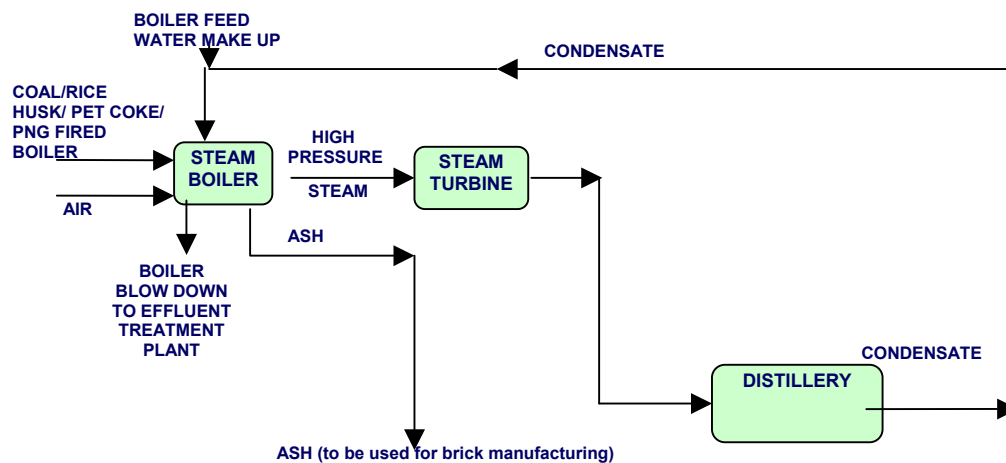 BOILER FEED
WATER MAKE UP
CONDENSATE
COAL/RICE
HUSK/ PET COKE/
PNG FIRED
BOILER
AIR
STEAM
BOILER
HIGH
PRESSURE
STEAM
STEAM
TURBINE
ASH
BOILER
BLOW DOWN
TO EFFLUENT
TREATMENT
PLANT
CONDENSATE
DISTILLERY
ASH (to be used for brick manufacturing)